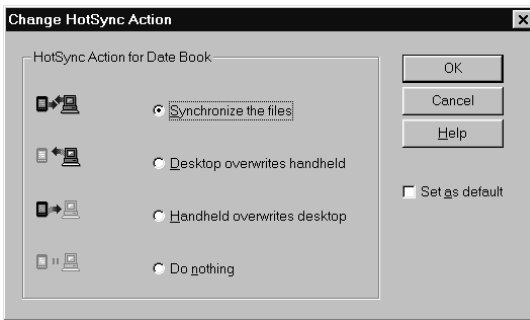 Change HotSync Action
HotSync Action for Date Book
Synchronize the files
Desktop overwrites handheld
Handheld overwrites desktop
Do nothing
OK
Cancel
Help
Set as default